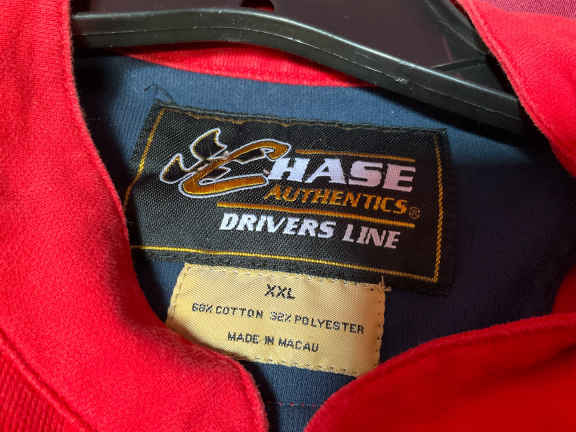 CHASE
AUTHENTICS®
DRIVERS LINE
XXL
68% COTTON 32% POLYESTER
MADE IN MACAU